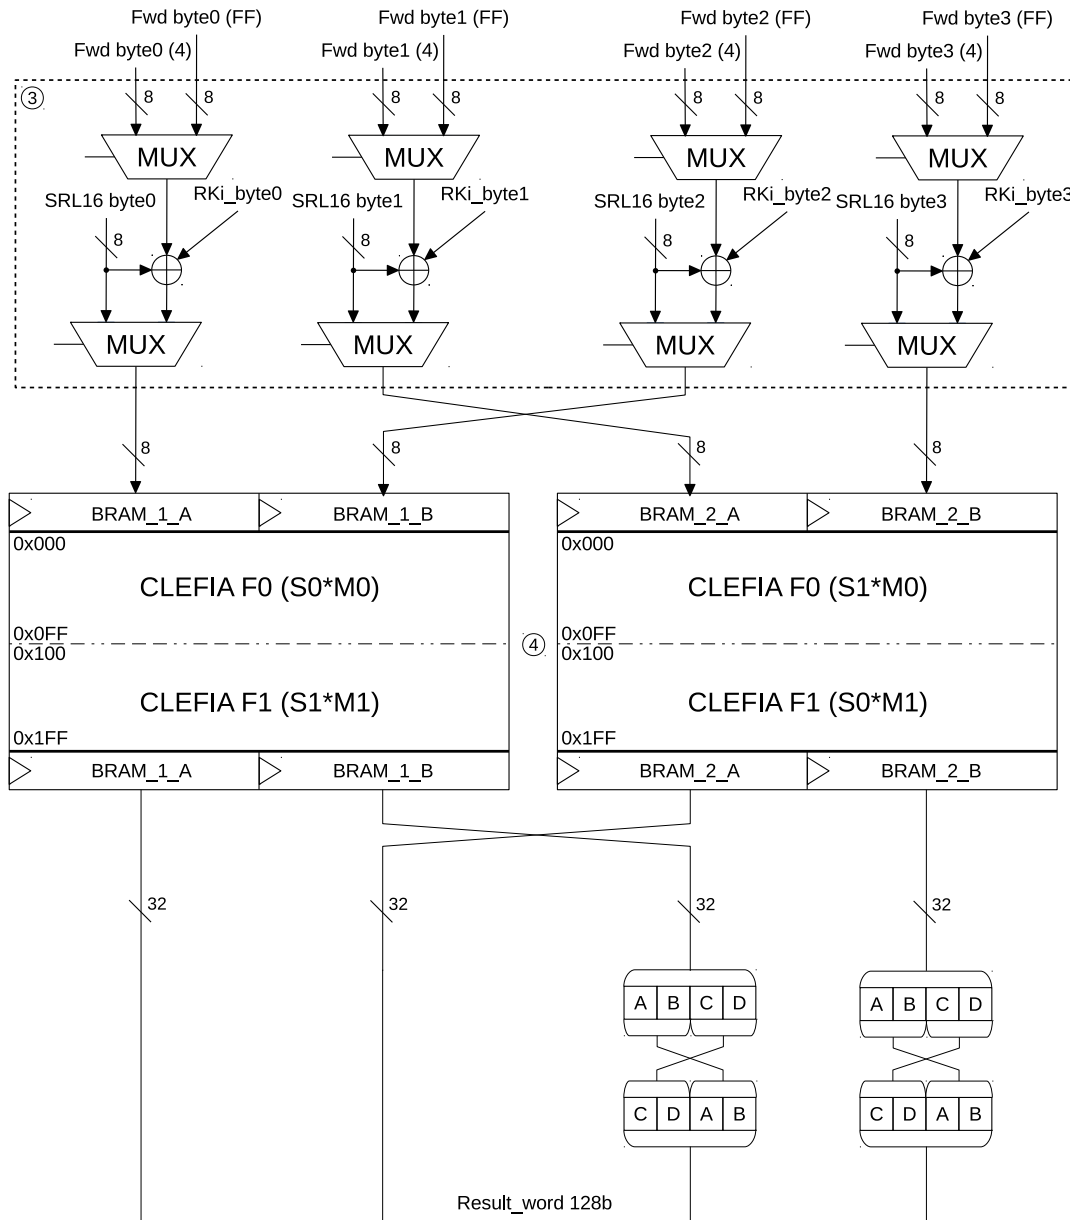 Fwd byte0 (FF) Fwd byte1 (FF) Fwd byte2 (FF) Fwd byte3 (FF)
Fwd byte0 (4) Fwd byte1 (4) Fwd byte2 (4) Fwd byte3 (4)
3 8 8 8 8 8 8 8 8
MUX MUX MUX MUX
SRL16 byte0 RKi_byte0 SRL16 byte1 RKi_byte1 SRL16 byte2 RKi_byte2 SRL16 byte3 RKi_byte3
8 8 8 8
MUX MUX MUX MUX
8 8 8 8
BRAM_1_A BRAM_1_B BRAM_2_A BRAM_2_B
0x000 0x000
CLEFIA F0 (S0*M0) CLEFIA F0 (S1*M0)
0x0FF 0x0FF
4
0x100 0x100
CLEFIA F1 (S1*M1) CLEFIA F1 (S0*M1)
0x1FF 0x1FF
BRAM_1_A BRAM_1_B BRAM_2_A BRAM_2_B
32 32 32 32
A B C D A B C D
C D A B C D A B
Result_word 128b